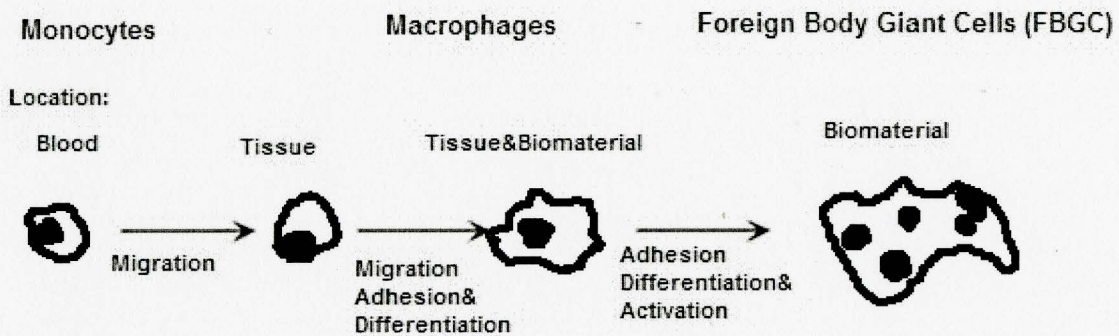 Monocytes
Macrophages
Foreign Body Giant Cells (FBGC)
Location:
Blood
Tissue
Tissue&Biomaterial
Biomaterial
Migration
Migration
Adhesion&
Differentiation
Adhesion
Differentiation&
Activation